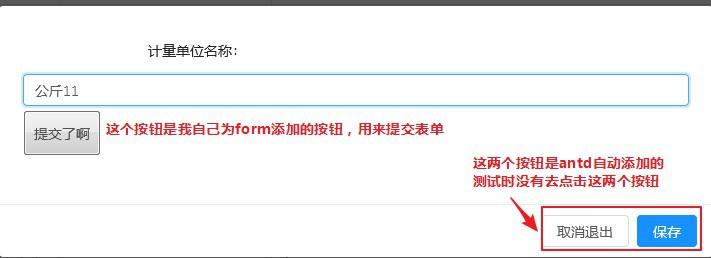 计量单位名称:
公斤11
提交了啊
这个按钮是我自己为form添加的按钮，用来提交表单
这两个按钮是antd自动添加的
测试时没有去点击这两个按钮
取消退出
保存